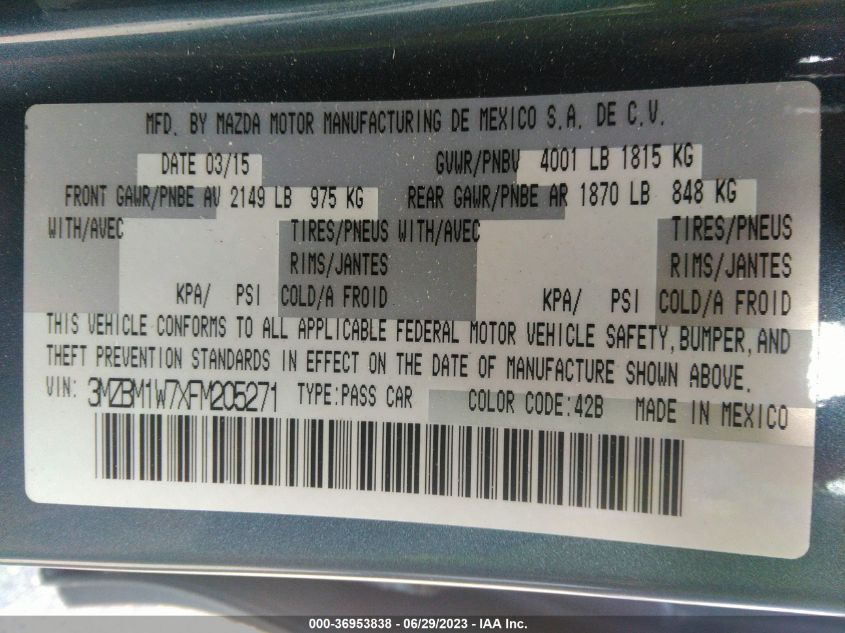 MFD. BY MAZDA MOTOR MANUFACTURING DE MEXICO S.A. DE C.V.
DATE 03/15 GVWR/PNBV 4001 LB 1815 KG
FRONT GAWR/PNBE AV 2149 LB 975 KG REAR GAWR/PNBE AR 1870 LB 848 KG
WITH/AVEC TIRES/PNEUS WITH/AVEC TIRES/PNEUS
RIMS/JANTES RIMS/JANTES
KPA/ PSI COLD/A FROID KPA/ PSI COLD/A FROID
THIS VEHICLE CONFORMS TO ALL APPLICABLE FEDERAL MOTOR VEHICLE SAFETY, BUMPER, AND
THEFT PREVENTION STANDARDS IN EFFECT ON THE DATE OF MANUFACTURE SHOWN ABOVE.
VIN: 3MZBM1W7XFM205271 TYPE:PASS CAR COLOR CODE:42B MADE IN MEXICO
000-36953838 - 06/29/2023 - IAA Inc.